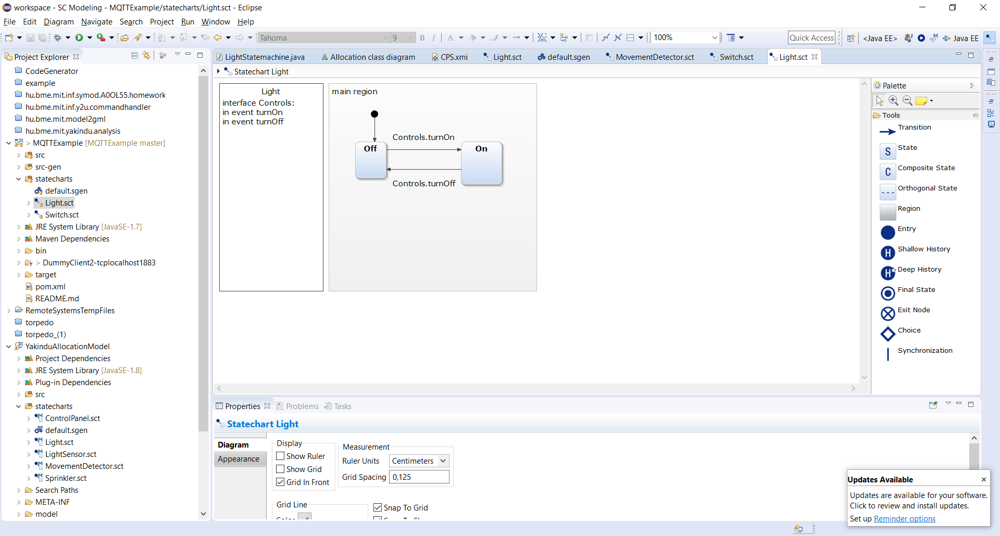 workspace - SC Modeling - MQTTExample/statecharts/Light.sct - Eclipse
File Edit Diagram Navigate Search Project Run Window Help
Tahoma 9 B I A 100% Quick Access <Java EE> Java EE
Project Explorer
CodeGenerator
example
hu.bme.mit.inf.symod.A0OL55.homework
hu.bme.mit.inf.y2u.commandhandler
hu.bme.mit.model2gml
hu.bme.mit.yakindu.analysis
> MQTTExample [MQTTExample master]
src
src-gen
statecharts
default.sgen
Light.sct
Switch.sct
JRE System Library [JavaSE-1.7]
Maven Dependencies
bin
> DummyClient2-tcplocalhost1883
target
pom.xml
README.md
RemoteSystemsTempFiles
torpedo
torpedo_(1)
YakinduAllocationModel
Project Dependencies
JRE System Library [JavaSE-1.8]
Plug-in Dependencies
src
statecharts
ControlPanel.sct
default.sgen
Light.sct
LightSensor.sct
MovementDetector.sct
Sprinkler.sct
Search Paths
META-INF
model
LightStatemachine.java Allocation class diagram CPS.xmi Light.sct default.sgen MovementDetector.sct Switch.sct Light.sct
Statechart Light
Light
interface Controls:
in event turnOn
in event turnOff
main region
Controls.turnOn
Off
On
Controls.turnOff
Palette
Tools
Transition
S State
C Composite State
Orthogonal State
Region
Entry
H Shallow History
H Deep History
Final State
Exit Node
Choice
Synchronization
Properties Problems Tasks
Statechart Light
Diagram
Appearance
Display
Show Ruler
Show Grid
Grid In Front
Measurement
Ruler Units Centimeters
Grid Spacing 0,125
Grid Line
Snap To Grid
Updates Available
Updates are available for your software.
Click to review and install updates.
Set up Reminder options